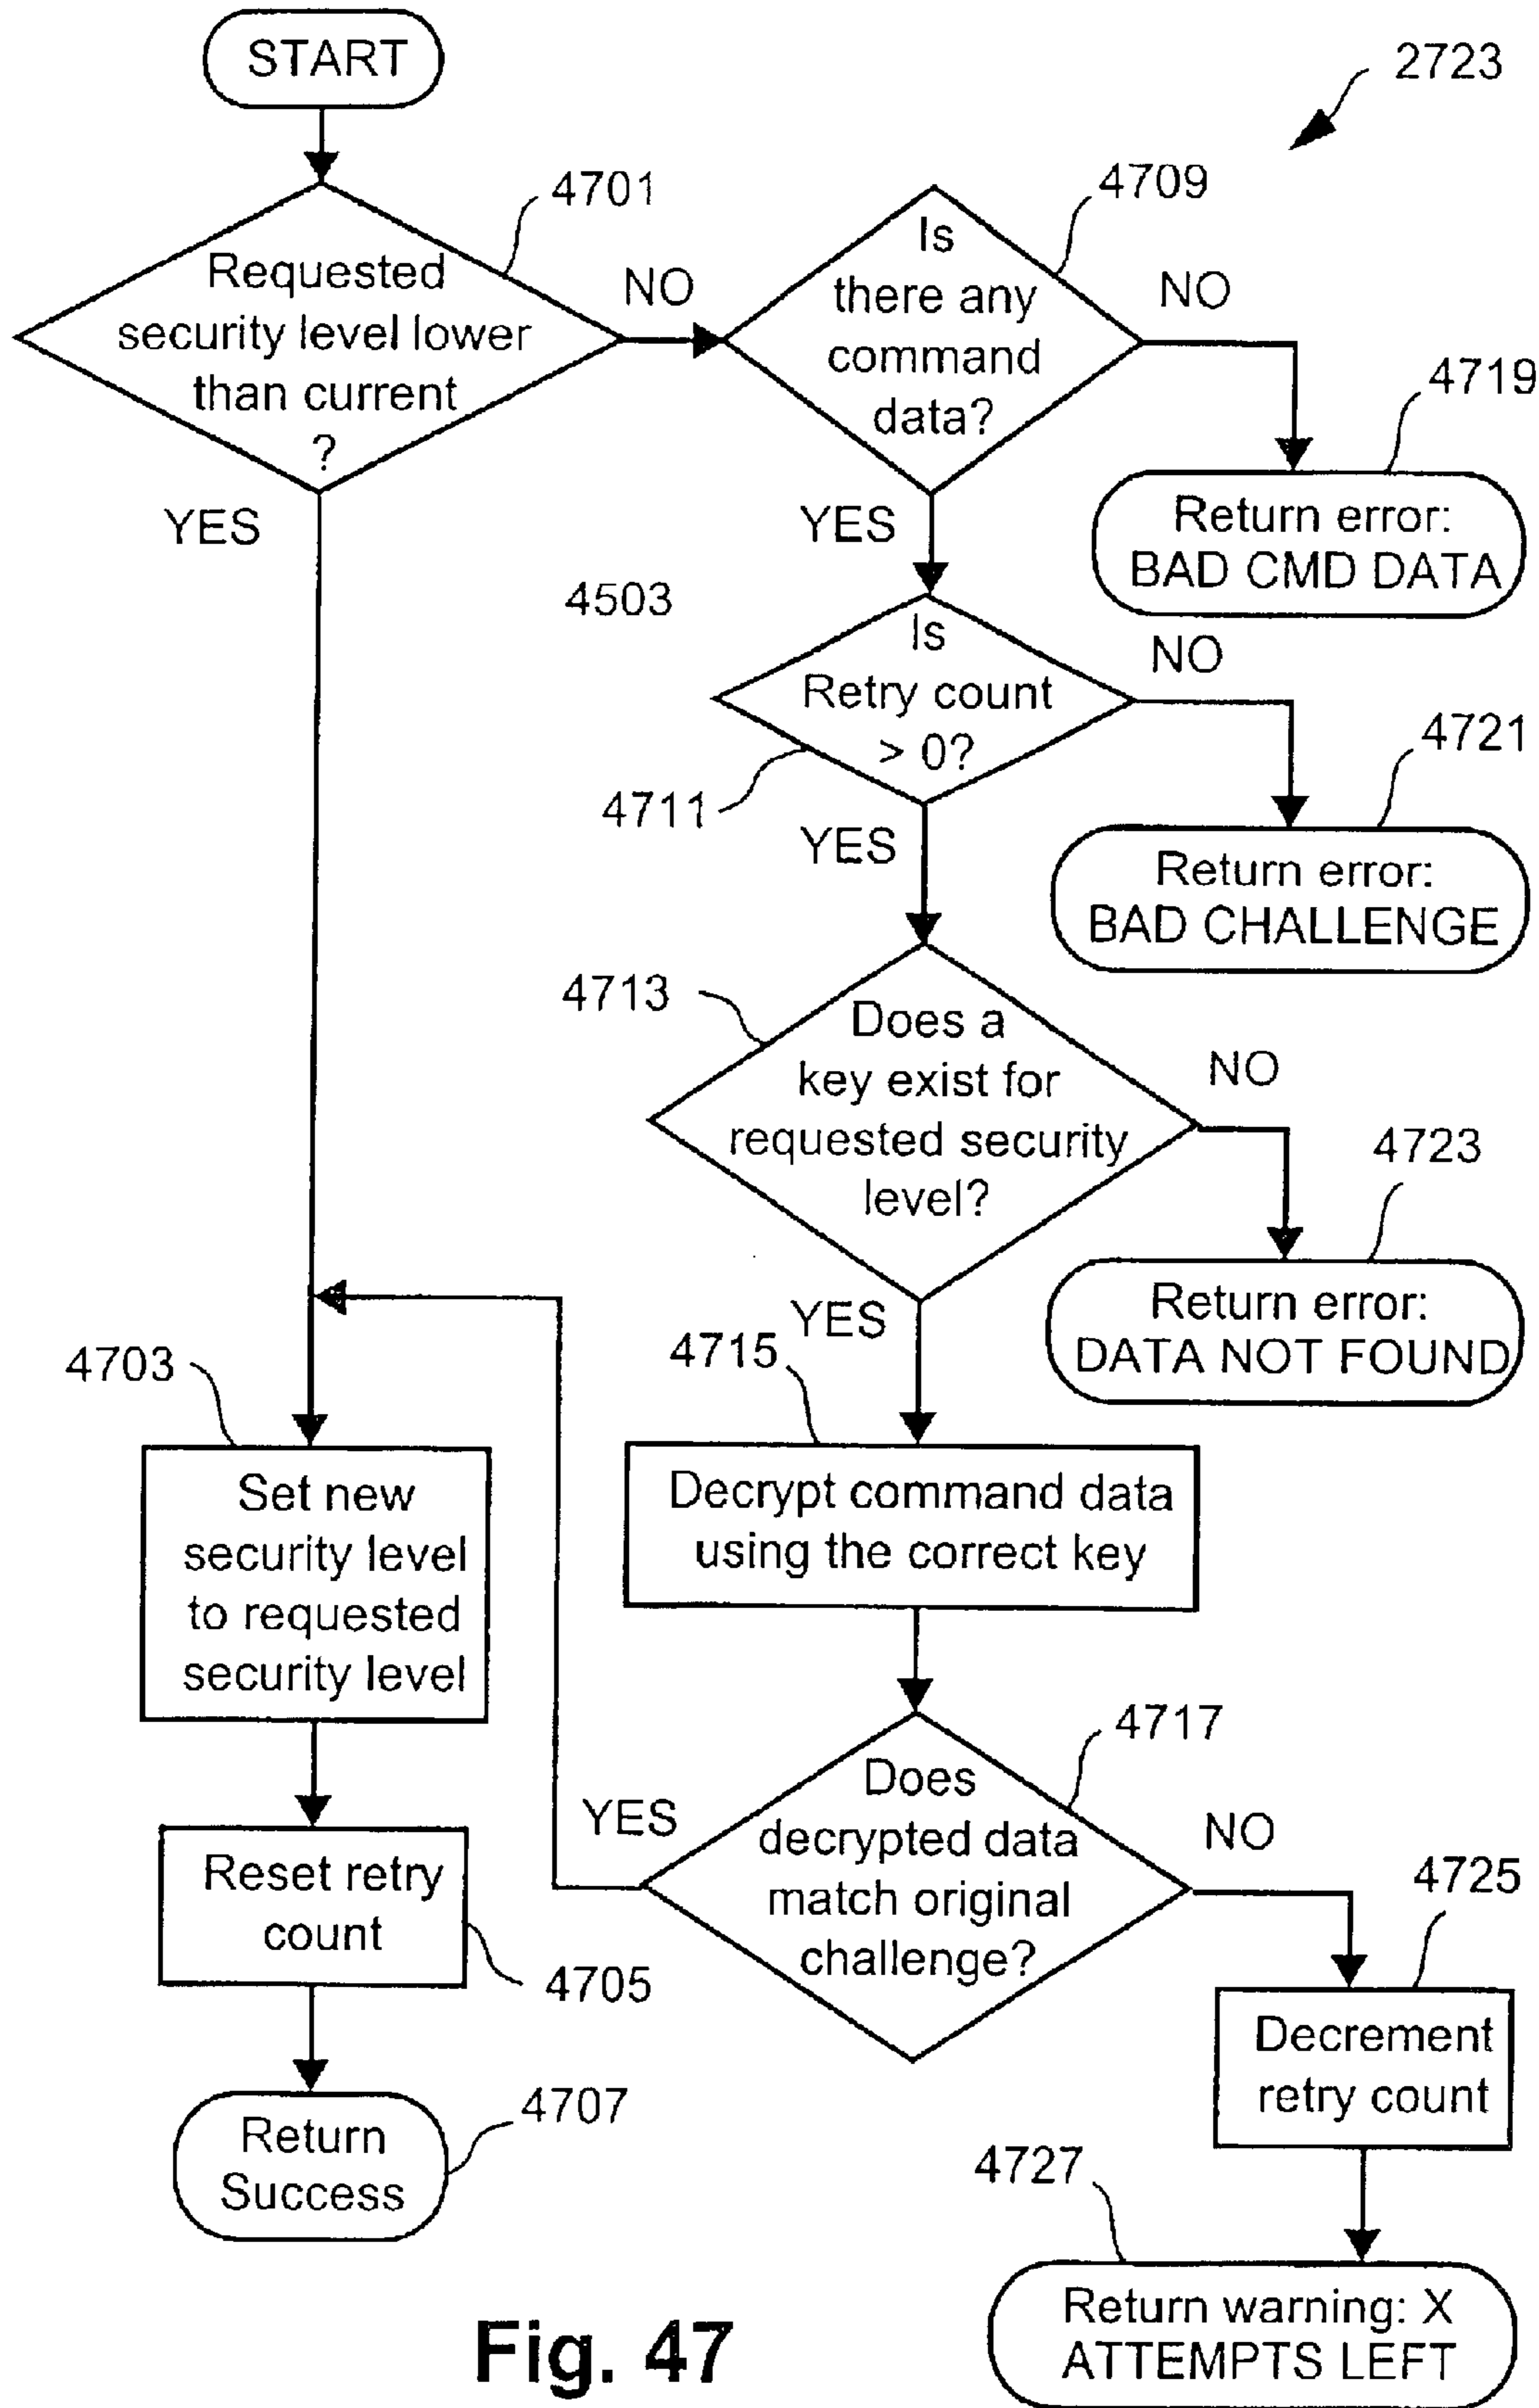 START
2723
4701
Requested
security level lower
than current
?
NO
YES
4709
Is
there any
command
data?
NO
YES
4719
Return error:
BAD CMD DATA
4503
Is
Retry count
> 0?
NO
4711
YES
4721
Return error:
BAD CHALLENGE
4713
Does a
key exist for
requested security
level?
NO
YES
4723
Return error:
DATA NOT FOUND
4703
Set new
security level
to requested
security level
4715
Decrypt command data
using the correct key
4717
Does
decrypted data
match original
challenge?
YES
NO
Reset retry
count
4705
4725
Decrement
retry count
4707
Return
Success
4727
Return warning: X
ATTEMPTS LEFT
Fig. 47